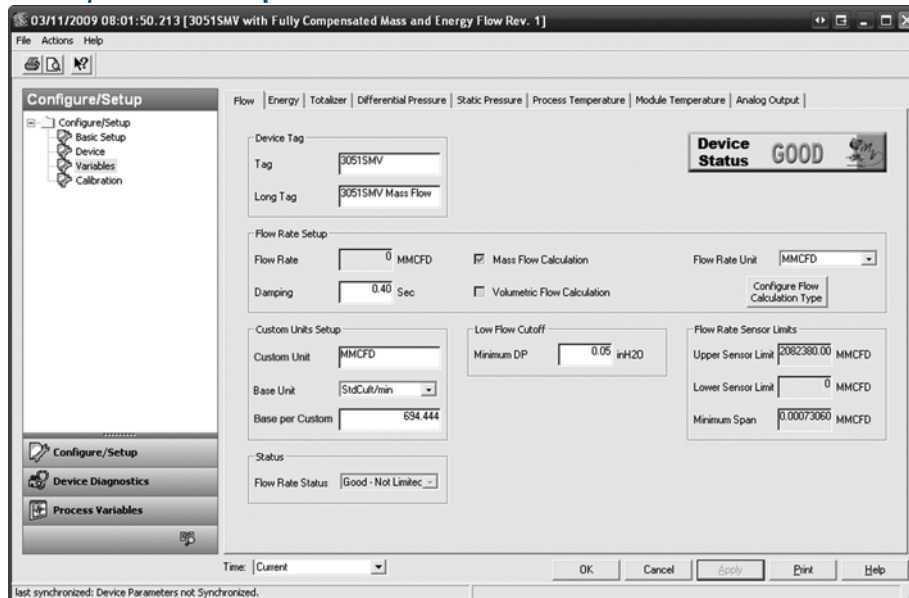 03/11/2009 08:01:50.213 [3051SMV with Fully Compensated Mass and Energy Flow Rev. 1]
File Actions Help
Configure/Setup
Configure/Setup
Basic Setup
Device
Variables
Calibration
Configure/Setup
Device Diagnostics
Process Variables
Flow Energy Totalizer Differential Pressure Static Pressure Process Temperature Module Temperature Analog Output
Device Tag
Tag 3051SMV
Long Tag 3051SMV Mass Flow
Device Status GOOD
Flow Rate Setup
Flow Rate 0 MMCFD Mass Flow Calculation Flow Rate Unit MMCFD
Damping 0.40 Sec Volumetric Flow Calculation Configure Flow Calculation Type
Custom Units Setup
Custom Unit MMCFD
Base Unit StdCuft/min
Base per Custom 694.444
Low Flow Cutoff
Minimum DP 0.05 inH2O
Flow Rate Sensor Limits
Upper Sensor Limit 2082380.00 MMCFD
Lower Sensor Limit 0 MMCFD
Minimum Span 0.00073060 MMCFD
Status
Flow Rate Status Good - Not Limited
Time: Current
OK Cancel Apply Print Help
last synchronized: Device Parameters not Synchronized.